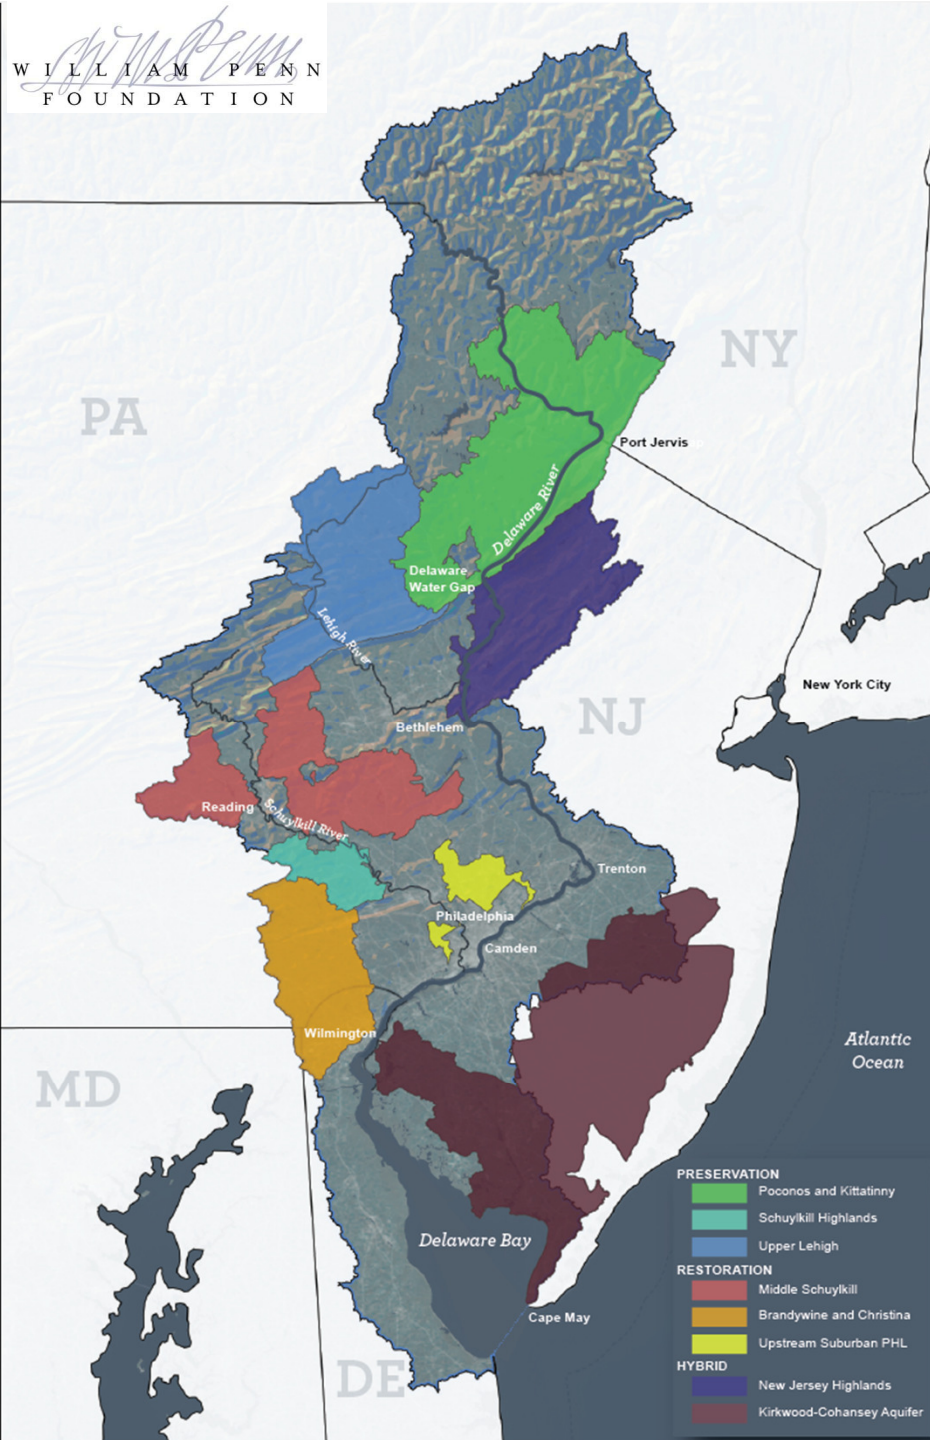 WILLIAM PENN
FOUNDATION
NY
PA
Port Jervis
Delaware River
Delaware
Water Gap
Lehigh River
New York City
NJ
Bethlehem
Reading
Schuylkill River
Trenton
Philadelphia
Camden
Wilmington
Atlantic
Ocean
MD
Delaware Bay
Cape May
DE
PRESERVATION
Poconos and Kittatinny
Schuylkill Highlands
Upper Lehigh
RESTORATION
Middle Schuylkill
Brandywine and Christina
Upstream Suburban PHL
HYBRID
New Jersey Highlands
Kirkwood-Cohansey Aquifer